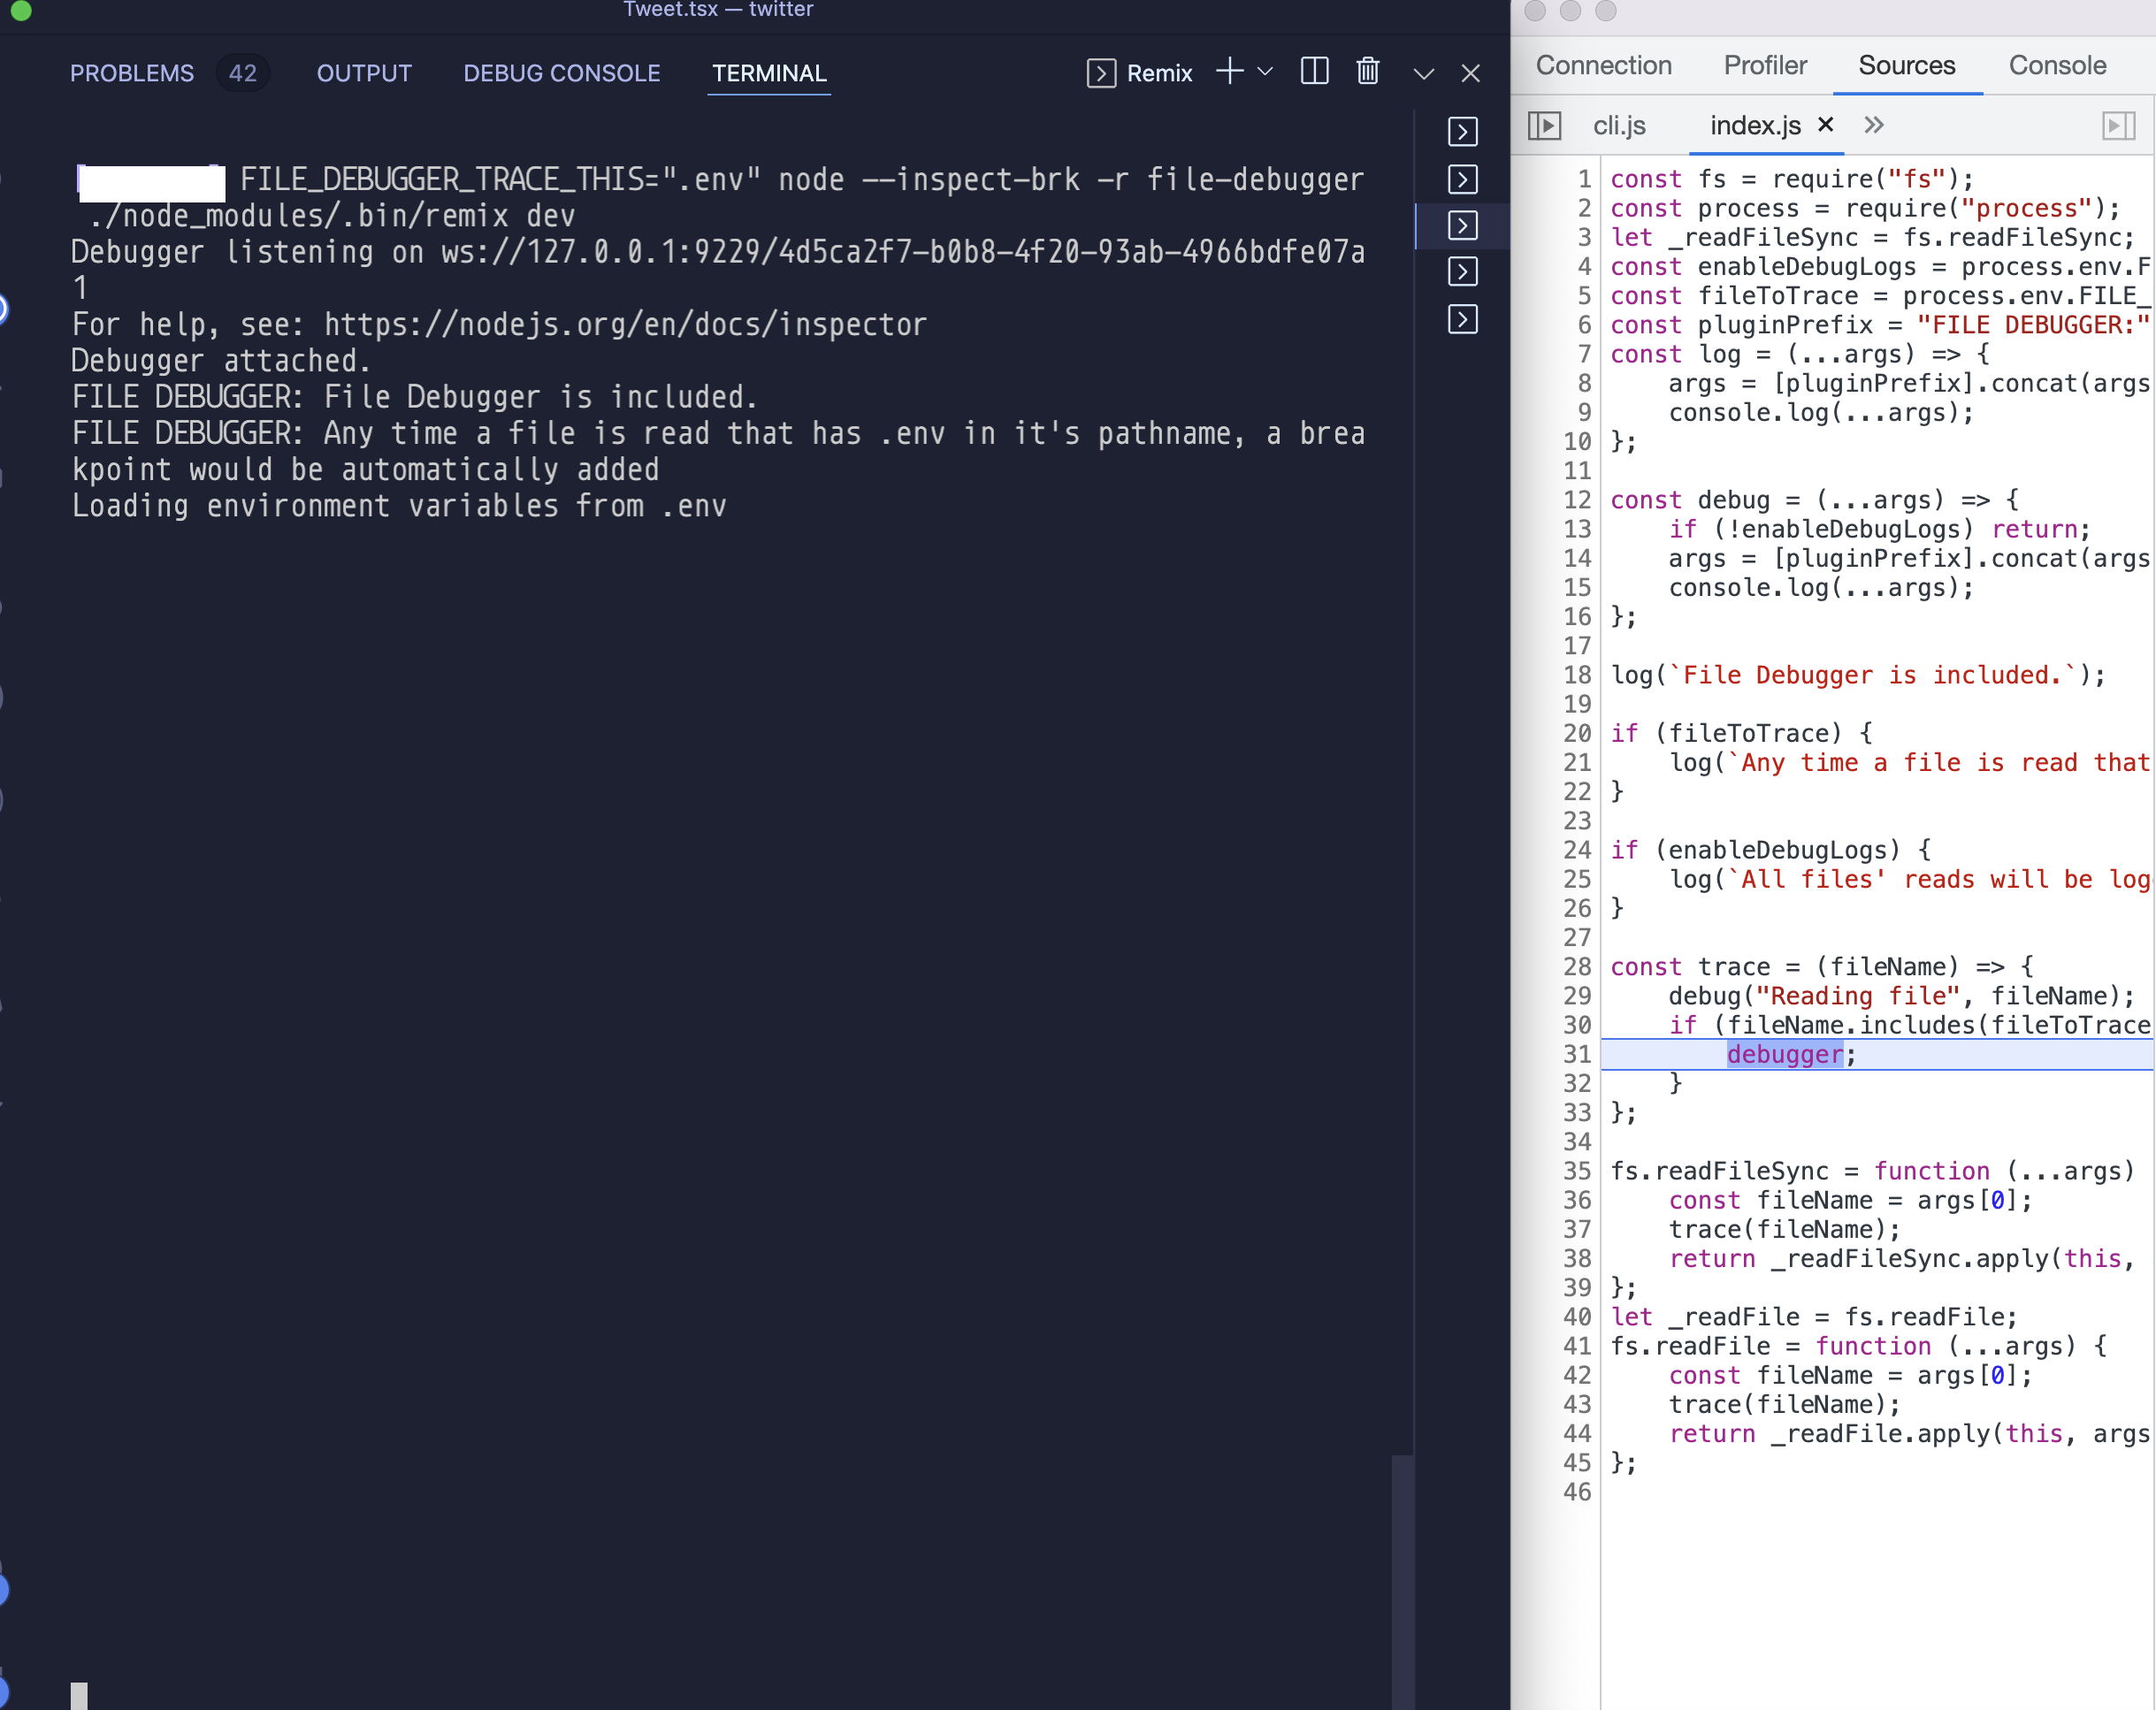 Tweet.tsx — twitter
PROBLEMS 42 OUTPUT DEBUG CONSOLE TERMINAL Remix
FILE_DEBUGGER_TRACE_THIS=".env" node --inspect-brk -r file-debugger
./node_modules/.bin/remix dev
Debugger listening on ws://127.0.0.1:9229/4d5ca2f7-b0b8-4f20-93ab-4966bdfe07a
1
For help, see: https://nodejs.org/en/docs/inspector
Debugger attached.
FILE DEBUGGER: File Debugger is included.
FILE DEBUGGER: Any time a file is read that has .env in it's pathname, a brea
kpoint would be automatically added
Loading environment variables from .env
Connection Profiler Sources Console
cli.js index.js
1 const fs = require("fs");
2 const process = require("process");
3 let _readFileSync = fs.readFileSync;
4 const enableDebugLogs = process.env.F
5 const fileToTrace = process.env.FILE_
6 const pluginPrefix = "FILE DEBUGGER:"
7 const log = (...args) => {
8 args = [pluginPrefix].concat(args
9 console.log(...args);
10 };
11
12 const debug = (...args) => {
13 if (!enableDebugLogs) return;
14 args = [pluginPrefix].concat(args
15 console.log(...args);
16 };
17
18 log(`File Debugger is included.`);
19
20 if (fileToTrace) {
21 log(`Any time a file is read that
22 }
23
24 if (enableDebugLogs) {
25 log(`All files' reads will be log
26 }
27
28 const trace = (fileName) => {
29 debug("Reading file", fileName);
30 if (fileName.includes(fileToTrace
31 debugger;
32 }
33 };
34
35 fs.readFileSync = function (...args)
36 const fileName = args[0];
37 trace(fileName);
38 return _readFileSync.apply(this,
39 };
40 let _readFile = fs.readFile;
41 fs.readFile = function (...args) {
42 const fileName = args[0];
43 trace(fileName);
44 return _readFile.apply(this, args
45 };
46